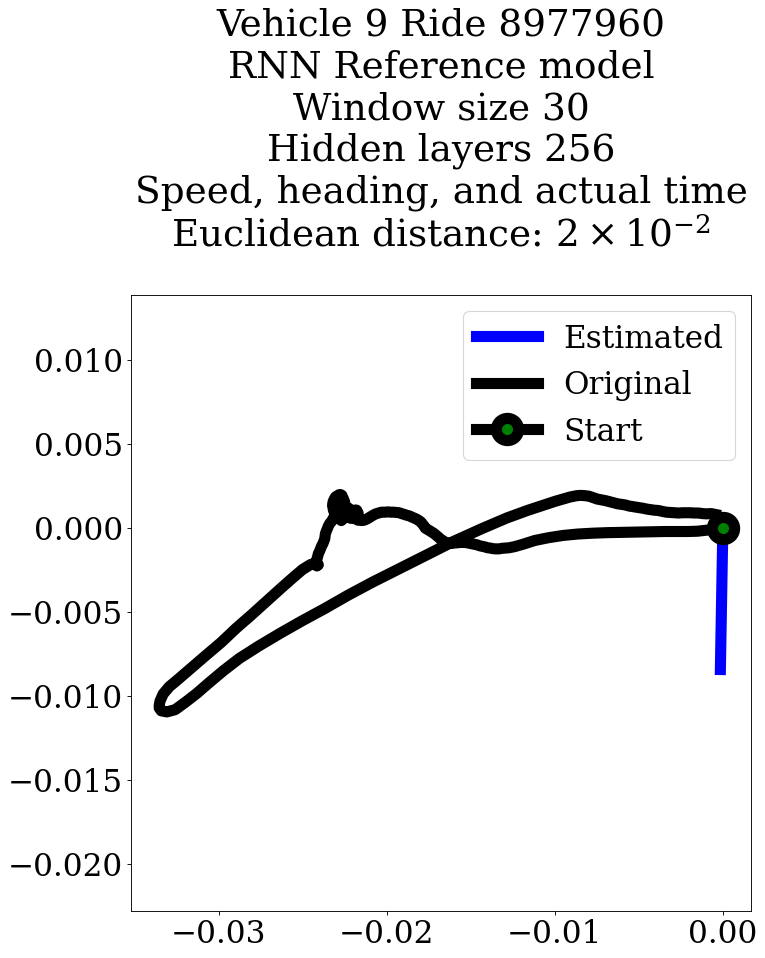 Vehicle 9 Ride 8977960
RNN Reference model
Window size 30
Hidden layers 256
Speed, heading, and actual time
Euclidean distance: 2 × 10⁻²
Estimated
Original
Start
0.010
0.005
0.000
−0.005
−0.010
−0.015
−0.020
−0.03 −0.02 −0.01 0.00